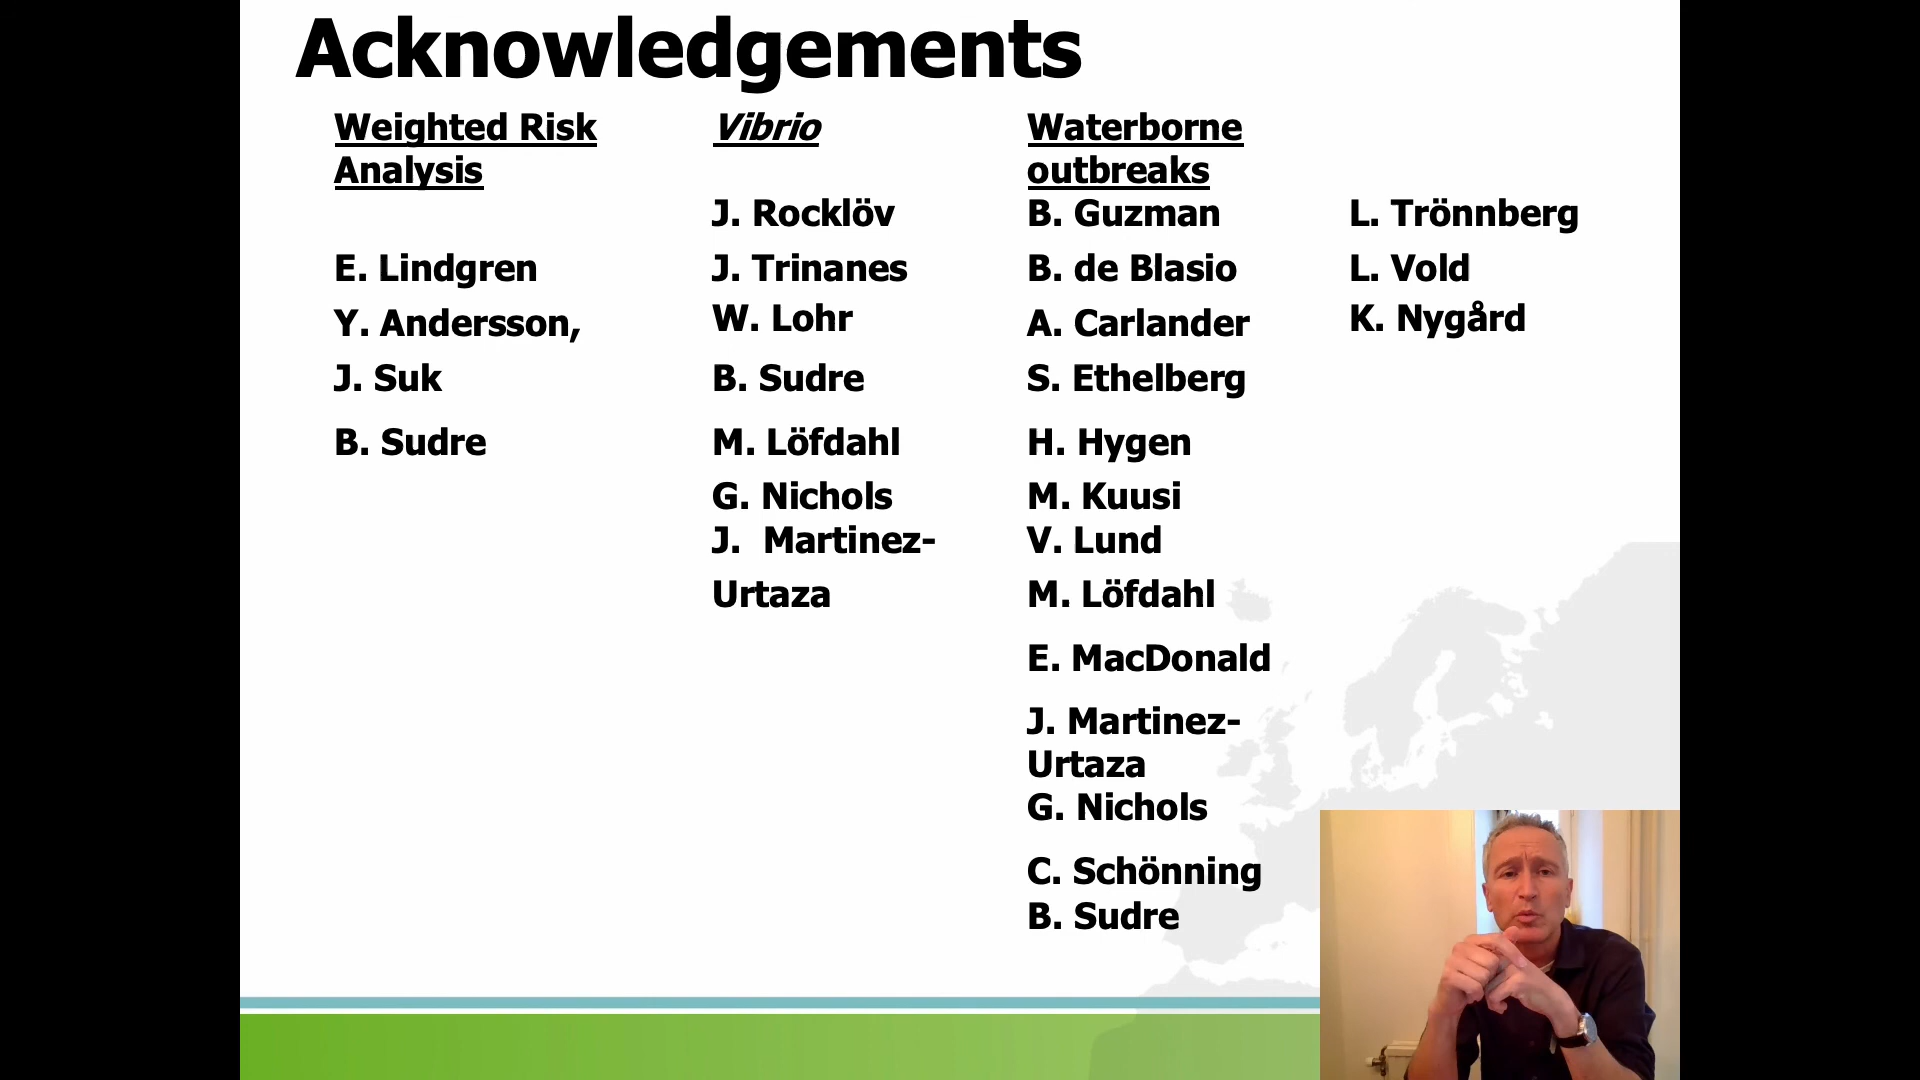 Acknowledgements
Weighted Risk
Analysis
E. Lindgren
Y. Andersson,
J. Suk
B. Sudre
Vibrio
J. Rocklöv
J. Trinanes
W. Lohr
B. Sudre
M. Löfdahl
G. Nichols
J.  Martinez-
Urtaza
Waterborne
outbreaks
B. Guzman
B. de Blasio
A. Carlander
S. Ethelberg
H. Hygen
M. Kuusi
V. Lund
M. Löfdahl
E. MacDonald
J. Martinez-
Urtaza
G. Nichols
C. Schönning
B. Sudre
L. Trönnberg
L. Vold
K. Nygård